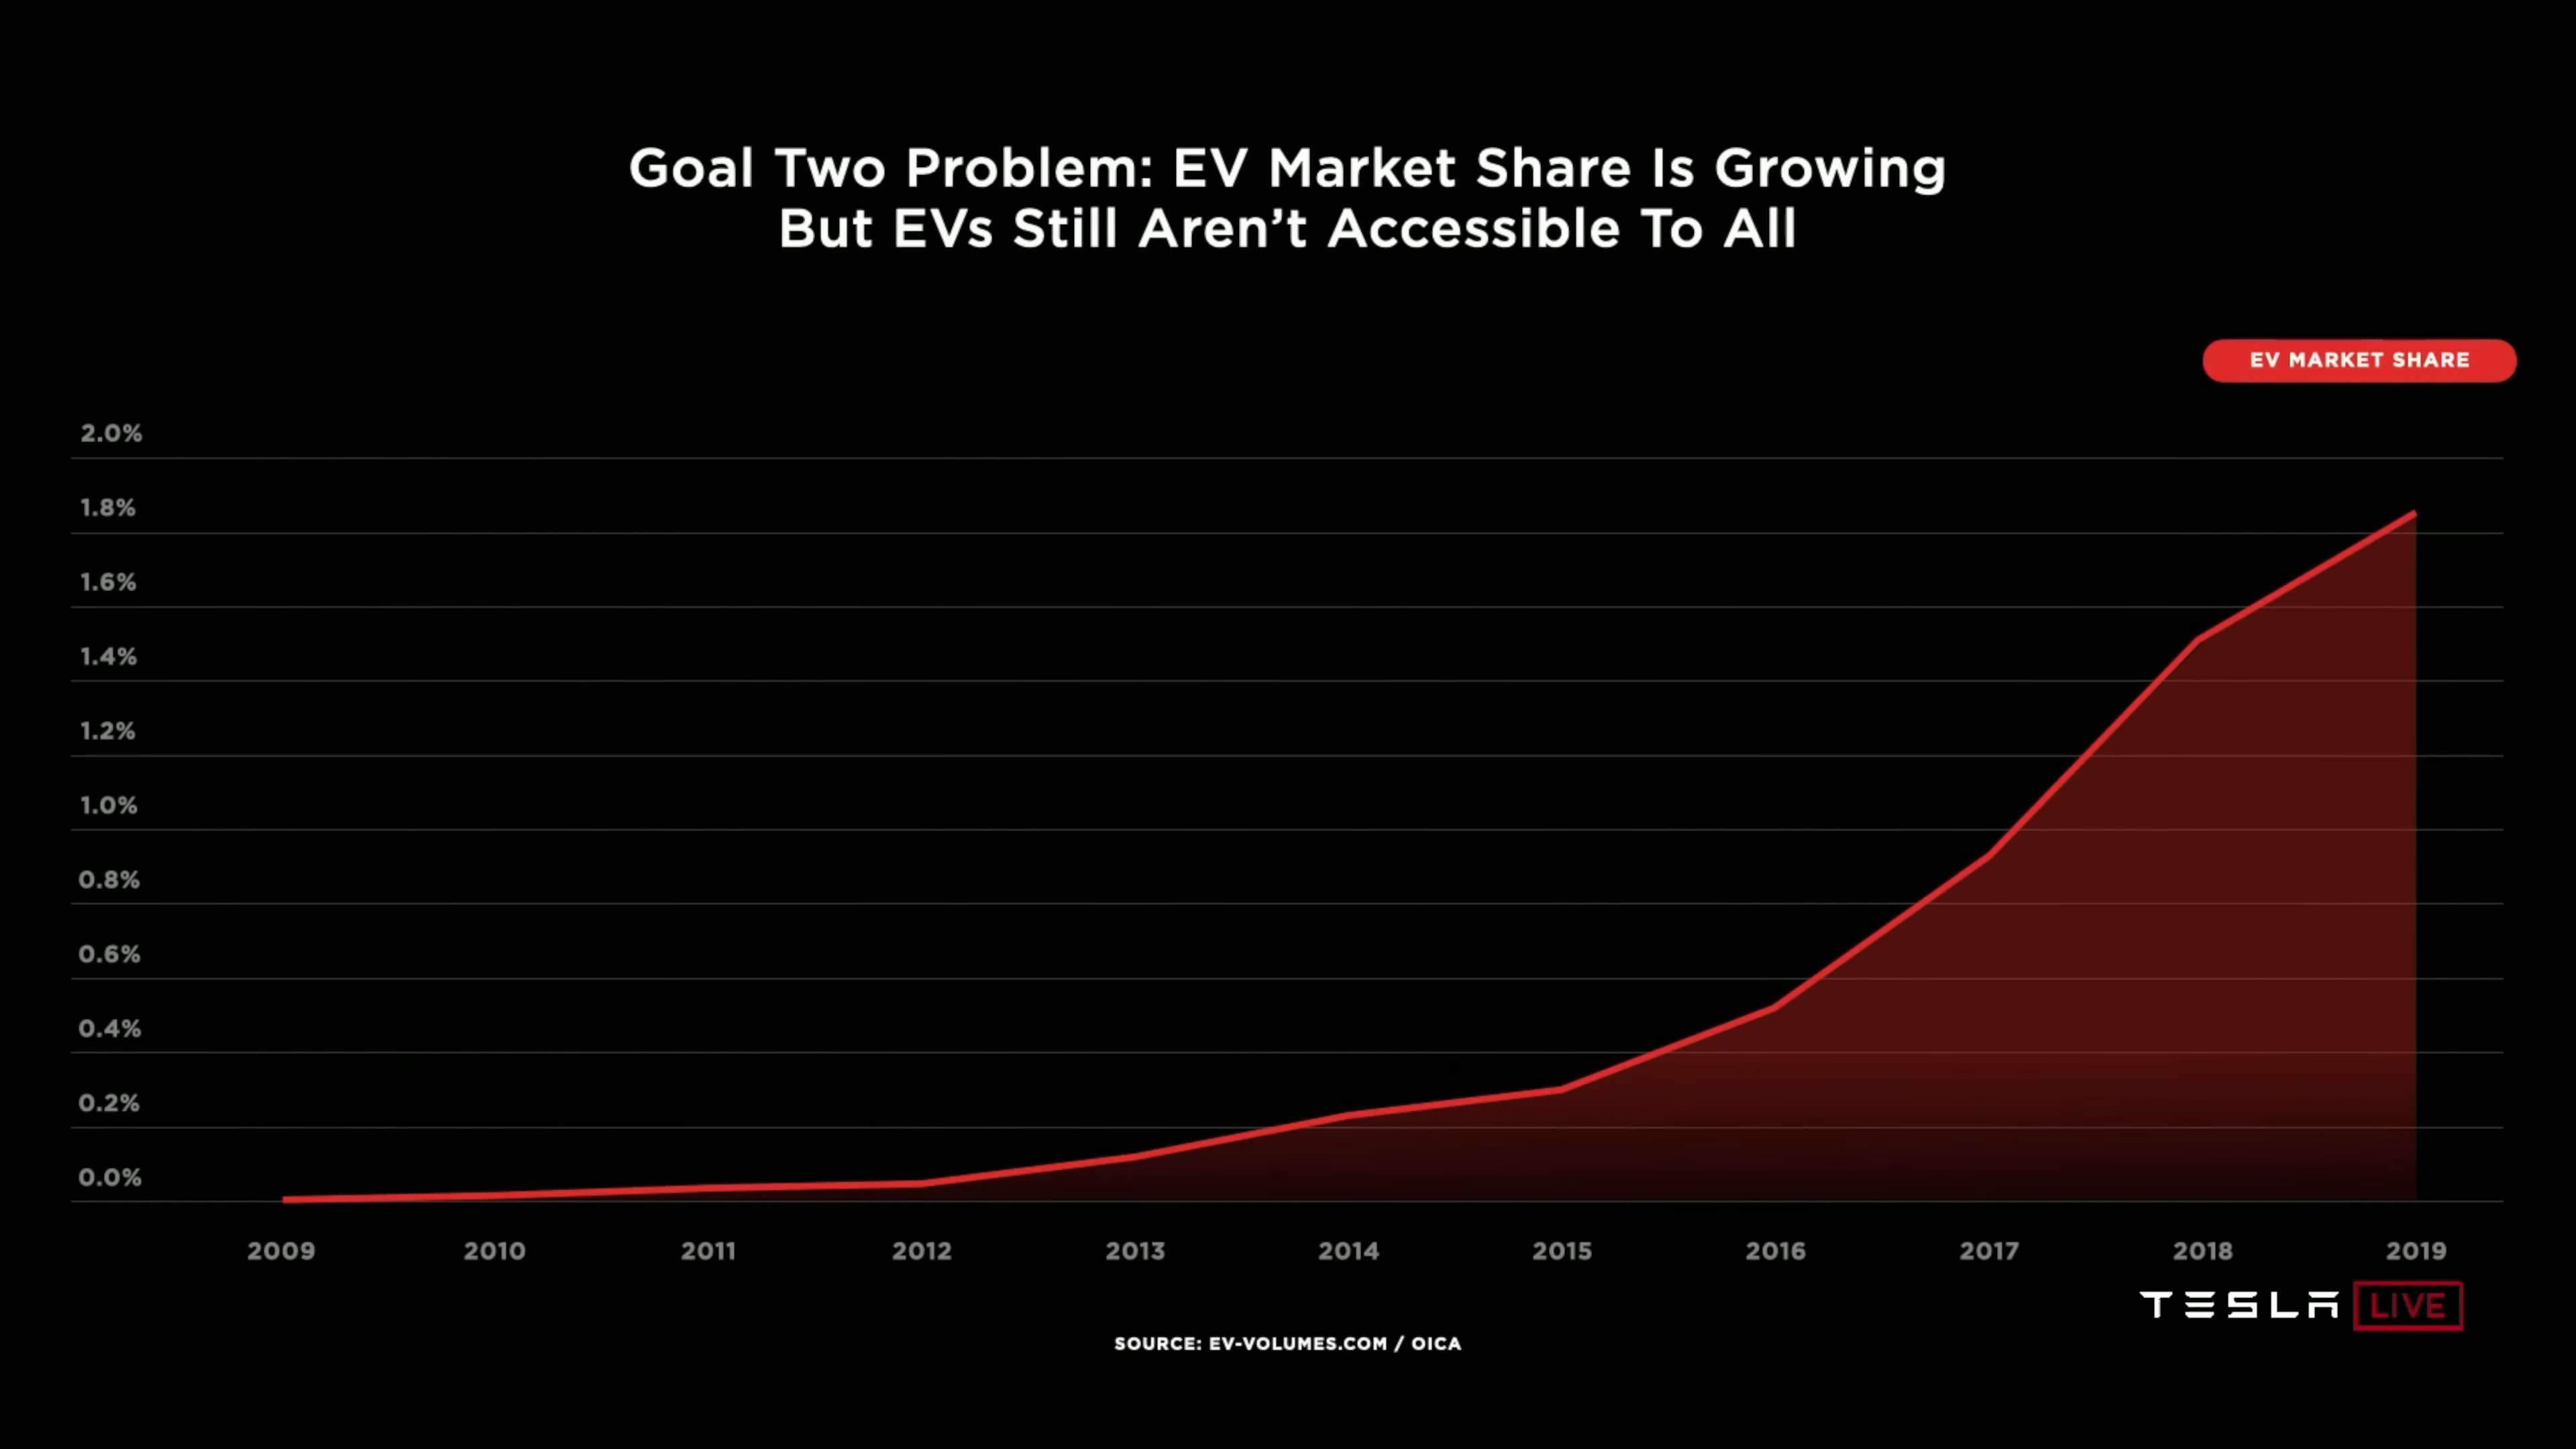 Goal Two Problem: EV Market Share Is Growing
But EVs Still Aren't Accessible To All
EV MARKET SHARE
2.0%
1.8%
1.6%
1.4%
1.2%
1.0%
0.8%
0.6%
0.4%
0.2%
0.0%
2009 2010 2011 2012 2013 2014 2015 2016 2017 2018 2019
TESLA LIVE
SOURCE: EV-VOLUMES.COM / OICA